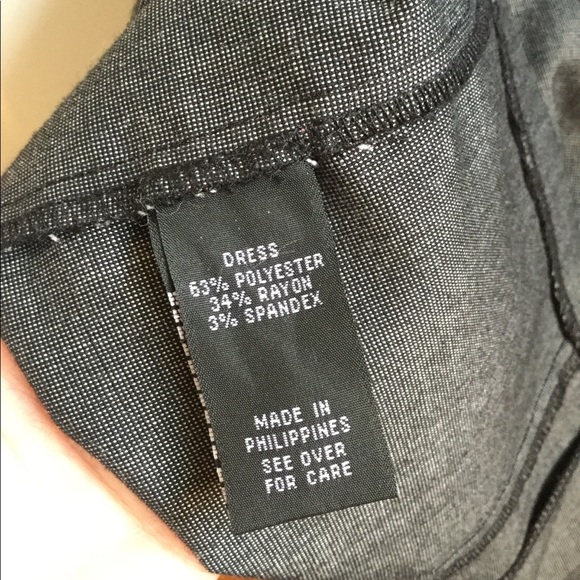 DRESS
63% POLYESTER
34% RAYON
3% SPANDEX
MADE IN
PHILIPPINES
SEE OVER
FOR CARE